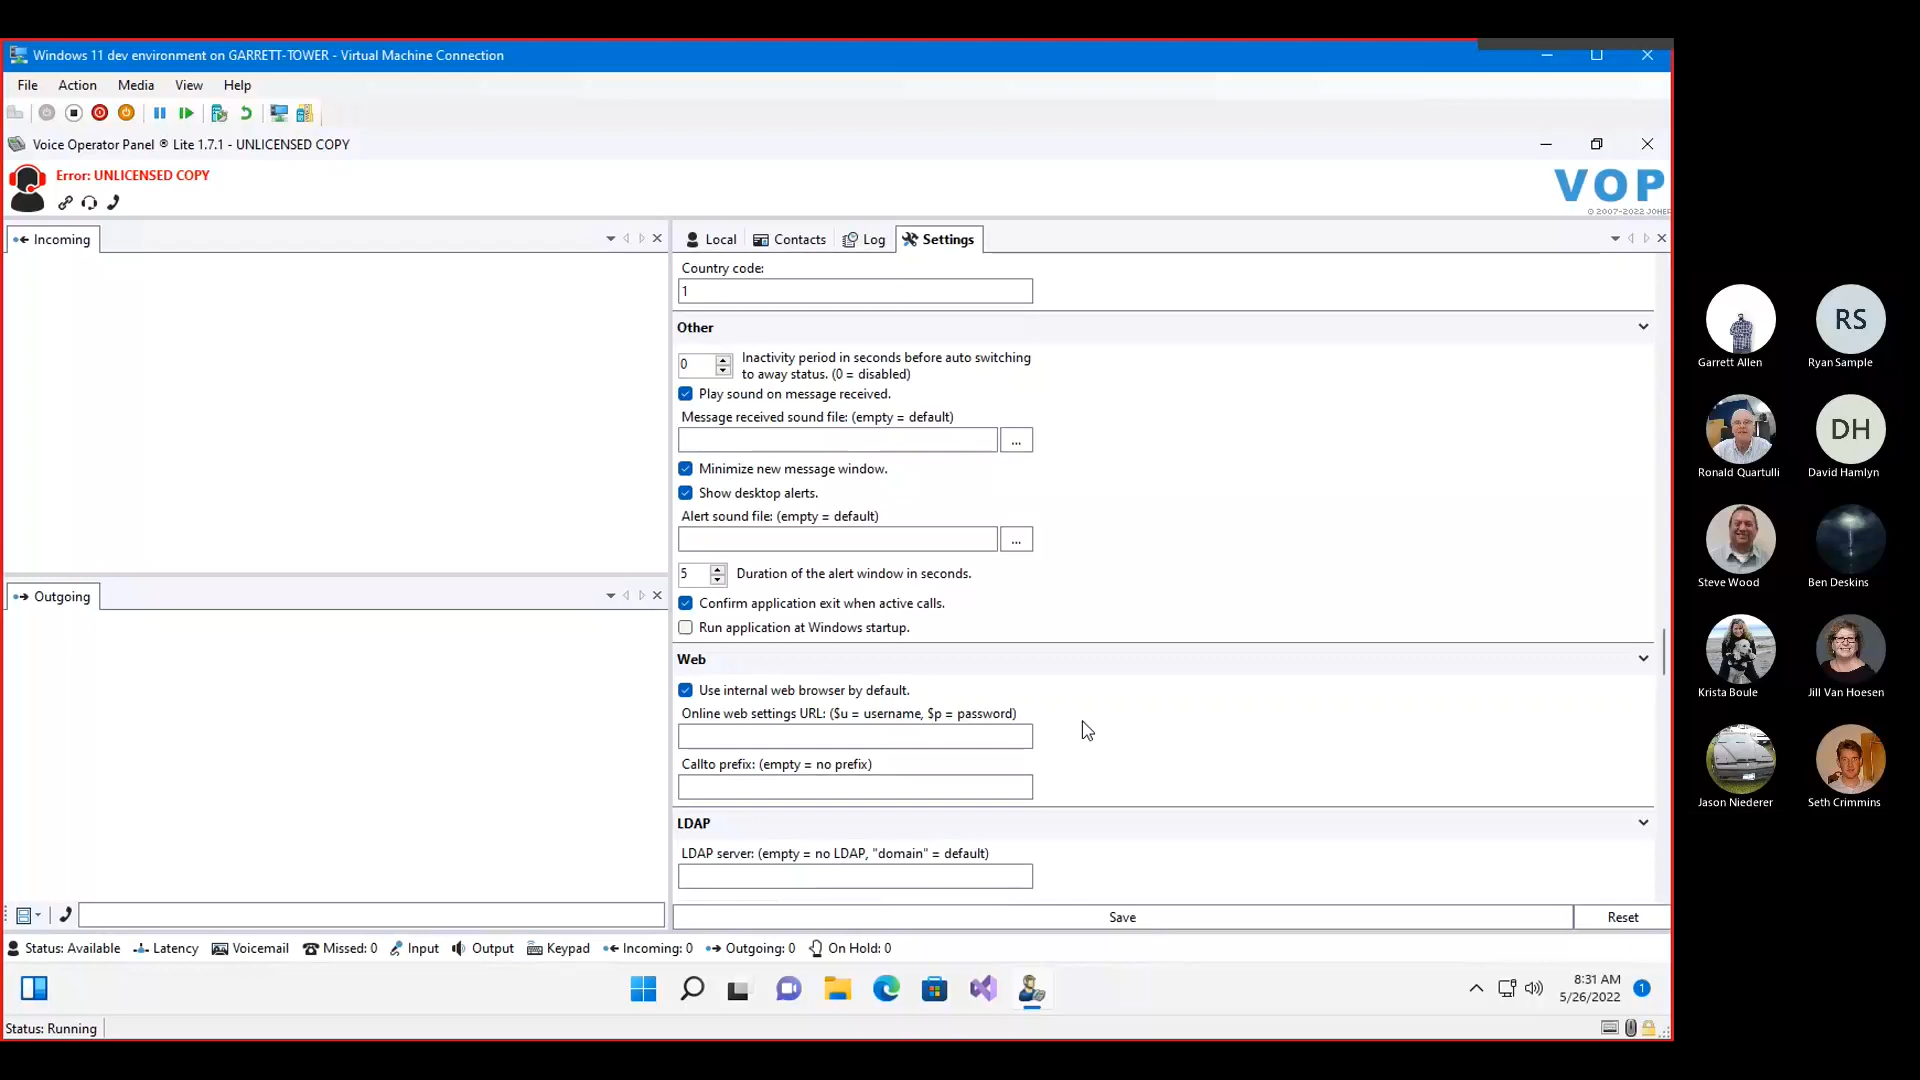 Windows 11 dev environment on GARRETT-TOWER - Virtual Machine Connection
File Action Media View Help
Voice Operator Panel ® Lite 1.7.1 - UNLICENSED COPY
Error: UNLICENSED COPY
VOP
© 2007-2022 JOHER
Incoming
Local Contacts Log Settings
Country code:
1
Other
0 Inactivity period in seconds before auto switching
to away status. (0 = disabled)
Play sound on message received.
Message received sound file: (empty = default)
...
Minimize new message window.
Show desktop alerts.
Alert sound file: (empty = default)
...
5 Duration of the alert window in seconds.
Confirm application exit when active calls.
Run application at Windows startup.
Outgoing
Web
Use internal web browser by default.
Online web settings URL: ($u = username, $p = password)
Callto prefix: (empty = no prefix)
LDAP
LDAP server: (empty = no LDAP, "domain" = default)
Save Reset
Status: Available Latency Voicemail Missed: 0 Input Output Keypad Incoming: 0 Outgoing: 0 On Hold: 0
8:31 AM
5/26/2022
1
Status: Running
RS
Garrett Allen Ryan Sample
DH
Ronald Quartulli David Hamlyn
Steve Wood Ben Deskins
Krista Boule Jill Van Hoesen
Jason Niederer Seth Crimmins